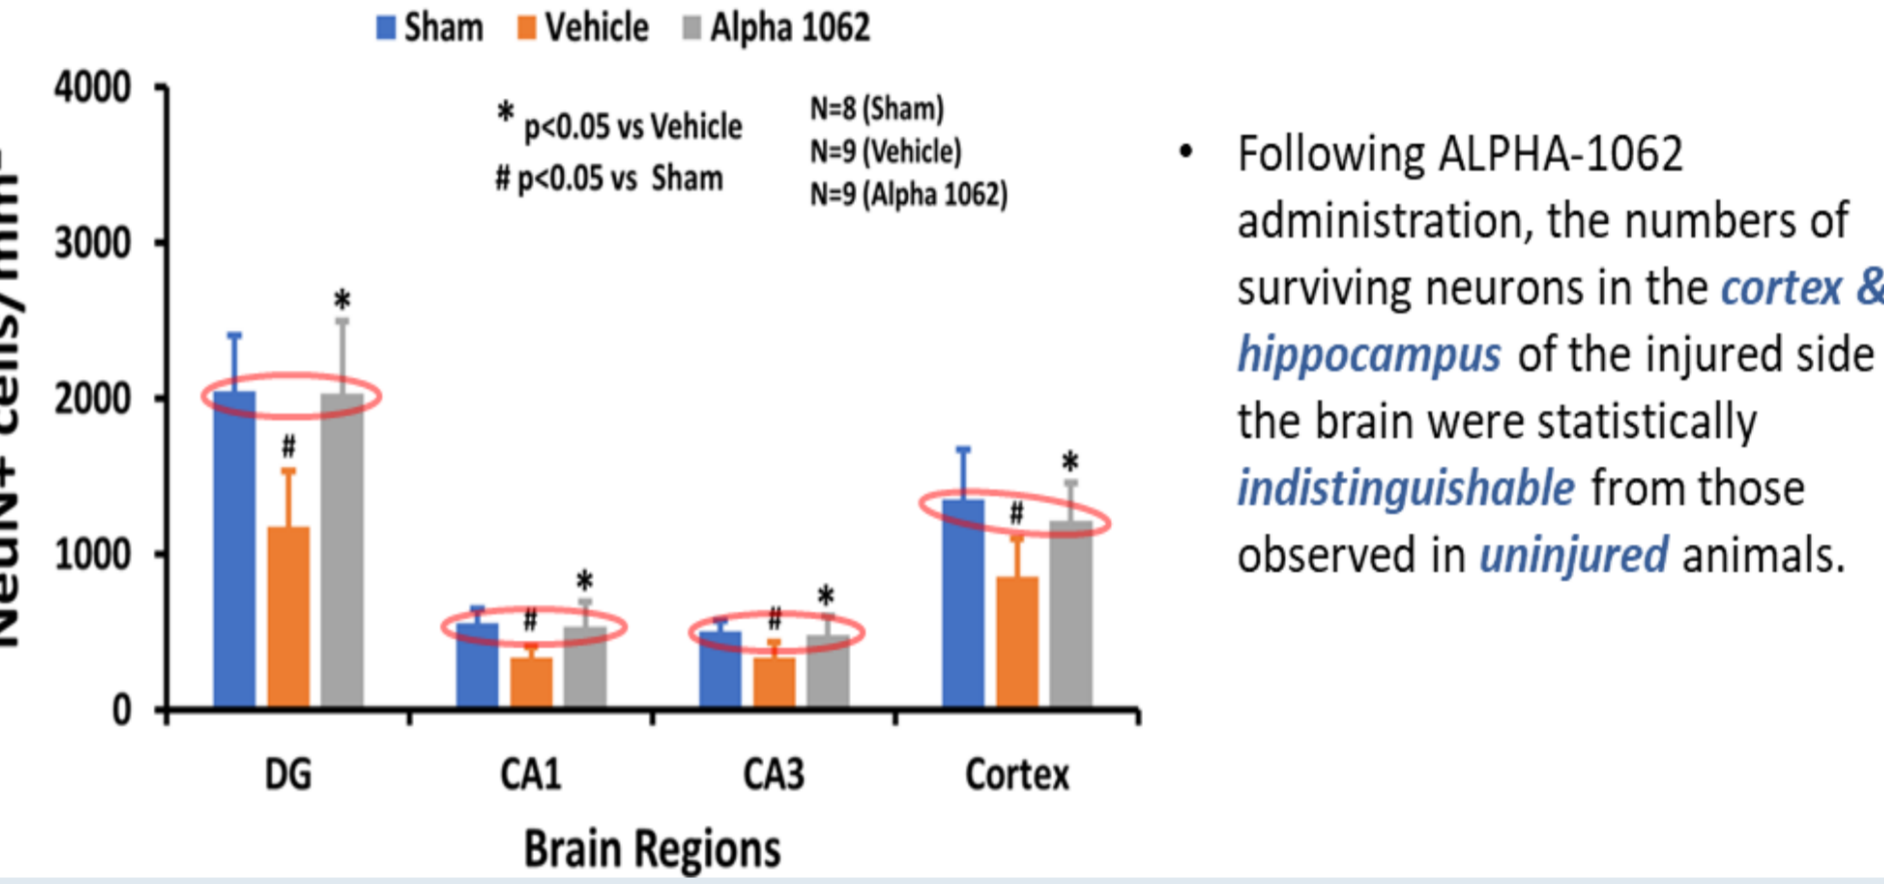 Sham Vehicle Alpha 1062
4000
3000
2000
1000
0
* p<0.05 vs Vehicle
# p<0.05 vs Sham
N=8 (Sham)
N=9 (Vehicle)
N=9 (Alpha 1062)
*
#
#
*
#
*
#
*
DG CA1 CA3 Cortex
Brain Regions
NeuN+ cells/mm
• Following ALPHA-1062
administration, the numbers of
surviving neurons in the cortex &
hippocampus of the injured side
the brain were statistically
indistinguishable from those
observed in uninjured animals.